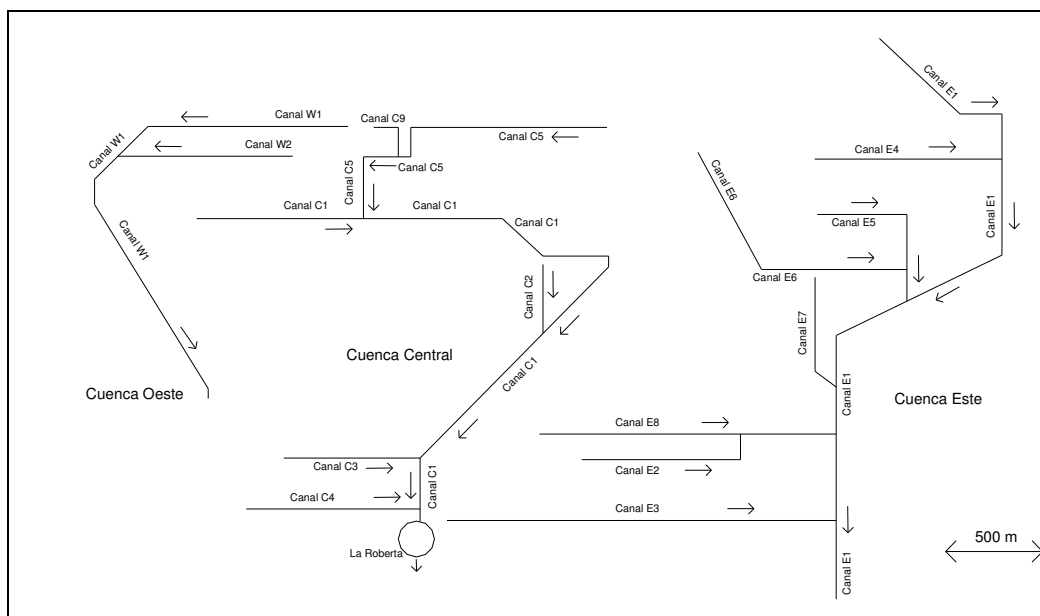 Canal E1
Canal W1
Canal C9
Canal C5
Canal W2
Canal W1
Canal C5
Canal C5
Canal E4
Canal E6
Canal C1
Canal C1
Canal C1
Canal E5
Canal E1
Canal W1
Canal C2
Canal E6
Canal E7
Cuenca Central
Canal C1
Cuenca Oeste
Canal E1
Cuenca Este
Canal E8
Canal C3
Canal C1
Canal E2
Canal C4
Canal E3
La Roberta
500 m
Canal E1